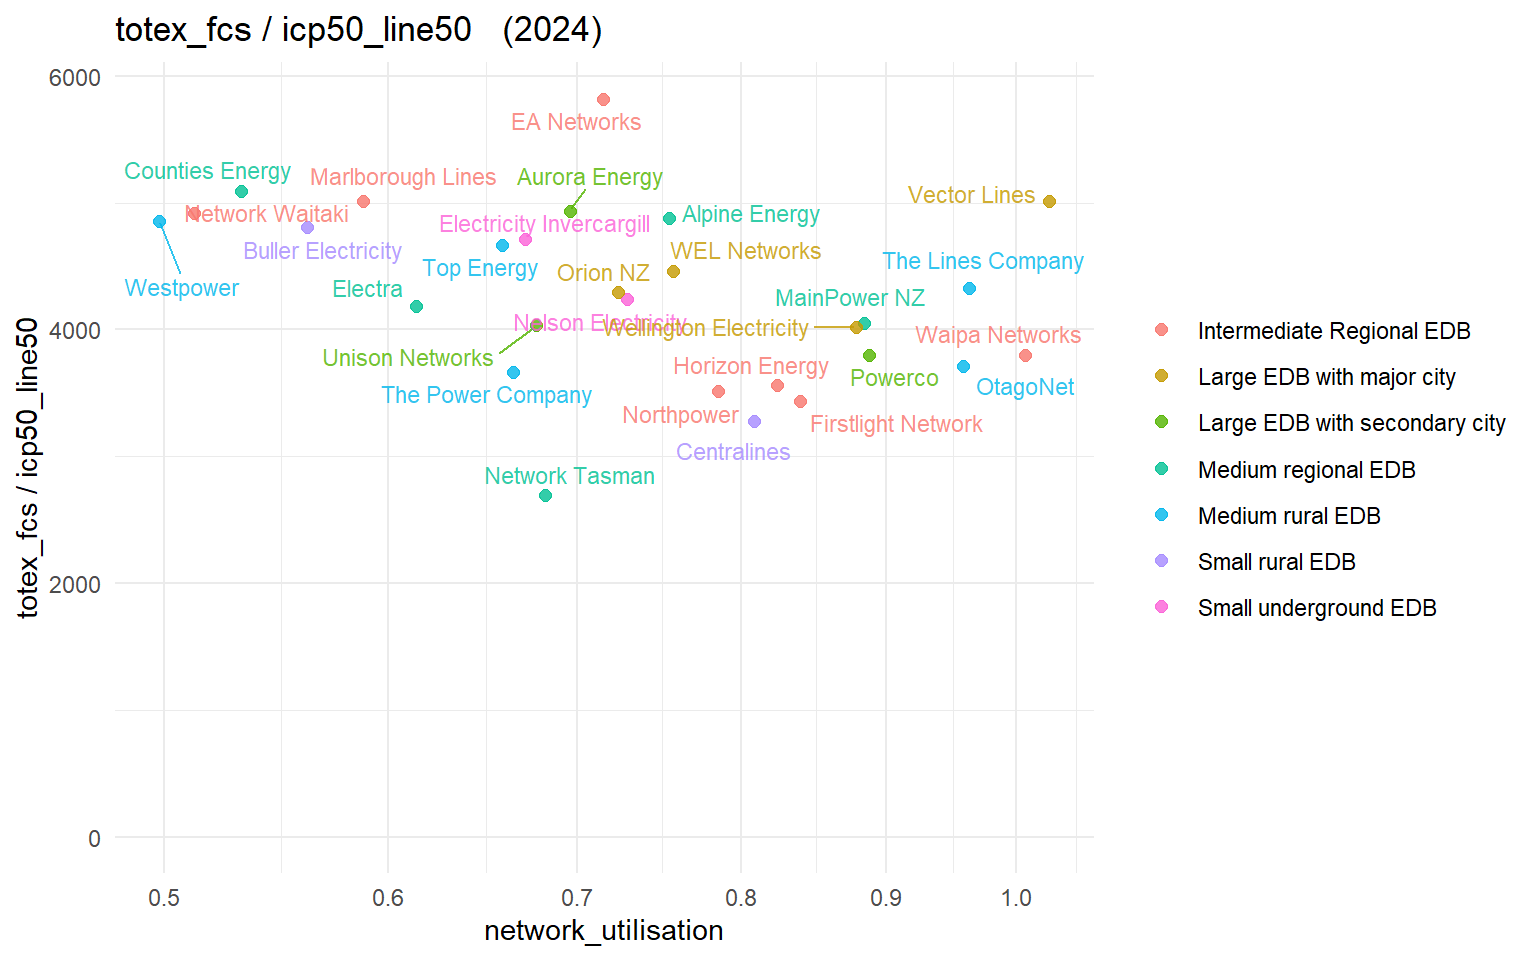 totex_fcs / icp50_line50   (2024)
totex_fcs / icp50_line50
6000
4000
2000
0
EA Networks
Counties Energy
Marlborough Lines
Aurora Energy
Vector Lines
Network Waitaki
Electricity Invercargill
Alpine Energy
Buller Electricity
WEL Networks
Top Energy
Orion NZ
The Lines Company
Westpower
Electra
MainPower NZ
Nelson Electricity
Wellington Electricity
Waipa Networks
Unison Networks
Horizon Energy
Powerco
OtagoNet
The Power Company
Northpower
Firstlight Network
Centralines
Network Tasman
0.5
0.6
0.7
0.8
0.9
1.0
network_utilisation
Intermediate Regional EDB
Large EDB with major city
Large EDB with secondary city
Medium regional EDB
Medium rural EDB
Small rural EDB
Small underground EDB